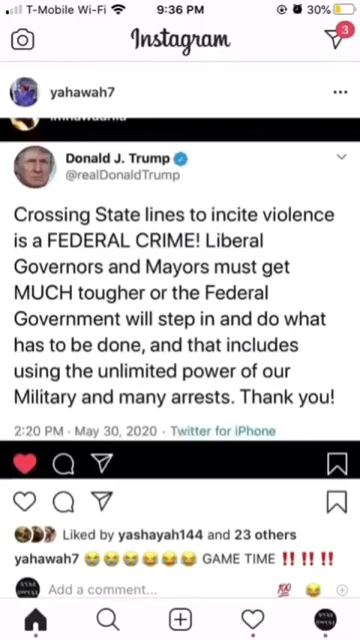 T-Mobile Wi-Fi 9:36 PM 30%
Instagram 3
yahawah7
Donald J. Trump
@realDonaldTrump
Crossing State lines to incite violence
is a FEDERAL CRIME! Liberal
Governors and Mayors must get
MUCH tougher or the Federal
Government will step in and do what
has to be done, and that includes
using the unlimited power of our
Military and many arrests. Thank you!
2:20 PM · May 30, 2020 · Twitter for iPhone
Liked by yashayah144 and 23 others
yahawah7 😂😂😂😂😂😂 GAME TIME ‼️‼️‼️
Add a comment... 💯 😂